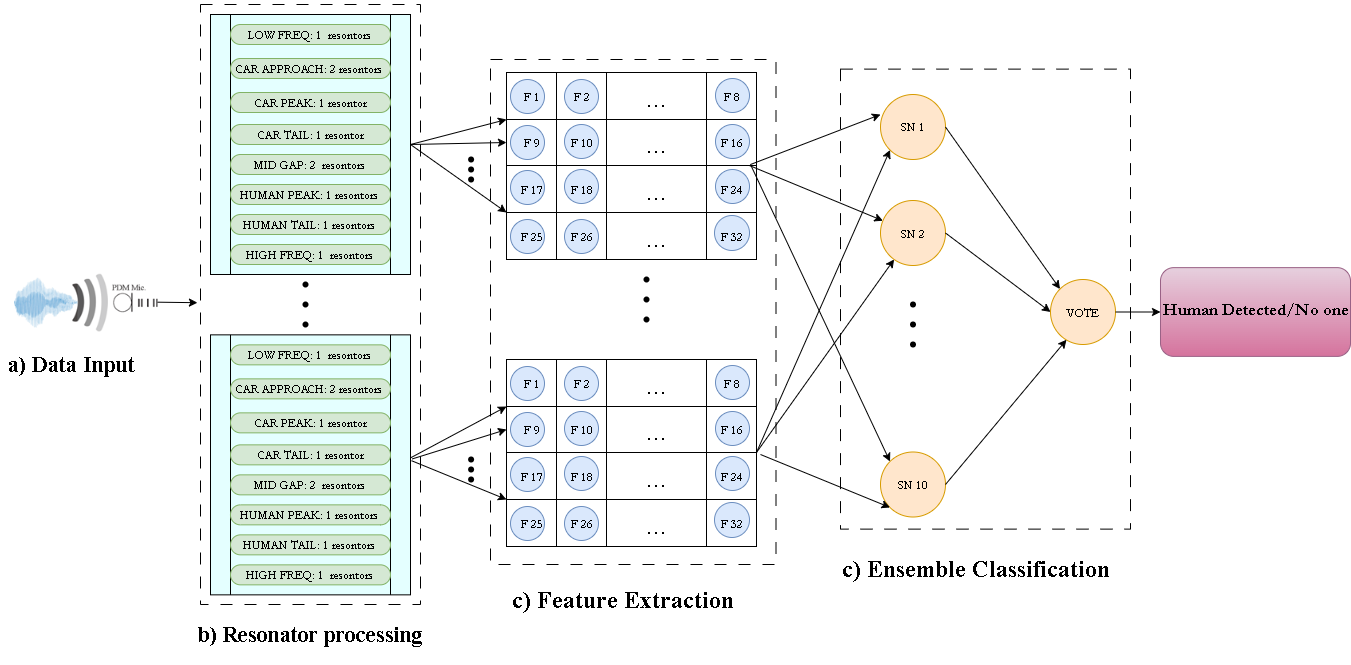 LOW FREQ: 1 resontors
CAR APPROACH: 2 resontors
CAR PEAK: 1 resontor
CAR TAIL: 1 resontor
MID GAP: 2 resontors
HUMAN PEAK: 1 resontors
HUMAN TAIL: 1 resontors
HIGH FREQ: 1 resontors
LOW FREQ: 1 resontors
CAR APPROACH: 2 resontors
CAR PEAK: 1 resontor
CAR TAIL: 1 resontor
MID GAP: 2 resontors
HUMAN PEAK: 1 resontors
HUMAN TAIL: 1 resontors
HIGH FREQ: 1 resontors
PDM Mic.
a) Data Input
b) Resonator processing
F 1 F 2 ... F 8
F 9 F 10 ... F 16
F 17 F 18 ... F 24
F 25 F 26 ... F 32
F 1 F 2 ... F 8
F 9 F 10 ... F 16
F 17 F 18 ... F 24
F 25 F 26 ... F 32
c) Feature Extraction
SN 1
SN 2
SN 10
VOTE
c) Ensemble Classification
Human Detected/No one